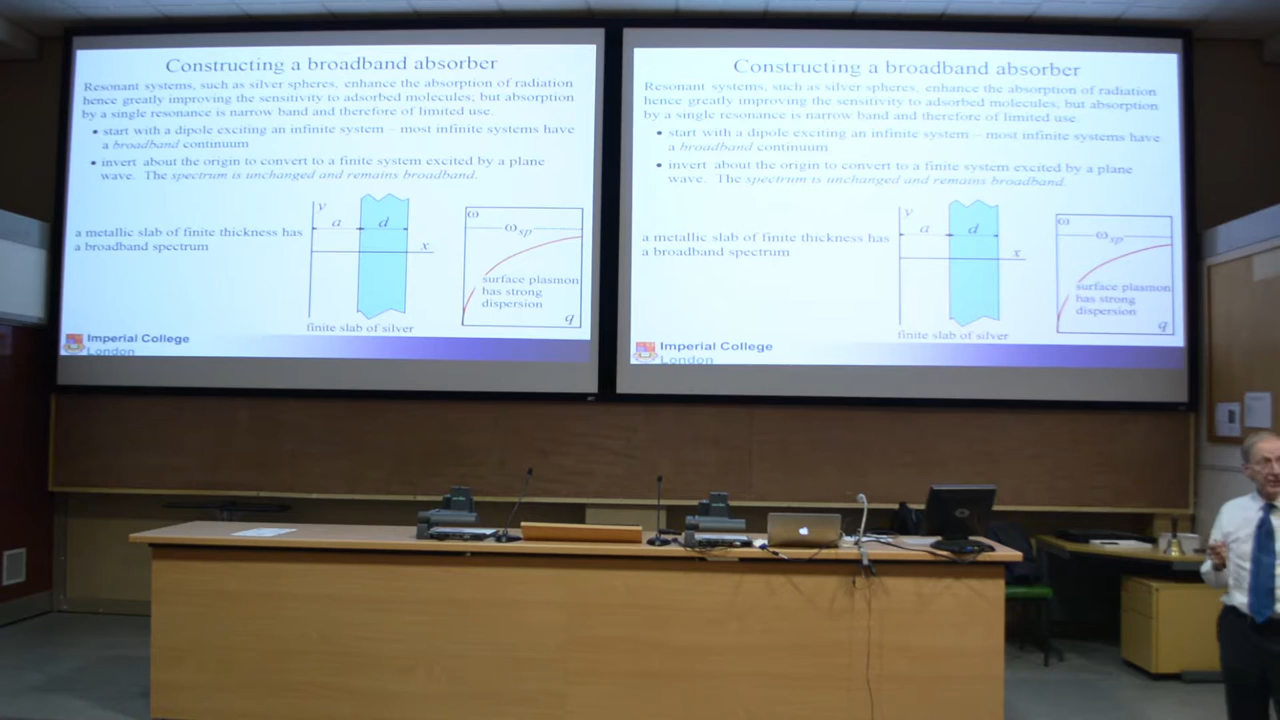 Constructing a broadband absorber
Resonant systems, such as silver spheres, enhance the absorption of radiation
hence greatly improving the sensitivity to adsorbed molecules; but absorption
by a single resonance is narrow band and therefore of limited use.
• start with a dipole exciting an infinite system – most infinite systems have
a broadband continuum
• invert about the origin to convert to a finite system excited by a plane
wave. The spectrum is unchanged and remains broadband.
a metallic slab of finite thickness has
a broadband spectrum
y
a
d
x
finite slab of silver
ω
ωsp
surface plasmon
has strong
dispersion
q
Imperial College
London
Constructing a broadband absorber
Resonant systems, such as silver spheres, enhance the absorption of radiation
hence greatly improving the sensitivity to adsorbed molecules; but absorption
by a single resonance is narrow band and therefore of limited use.
• start with a dipole exciting an infinite system – most infinite systems have
a broadband continuum
• invert about the origin to convert to a finite system excited by a plane
wave. The spectrum is unchanged and remains broadband.
a metallic slab of finite thickness has
a broadband spectrum
y
a
d
x
finite slab of silver
ω
ωsp
surface plasmon
has strong
dispersion
q
Imperial College
London